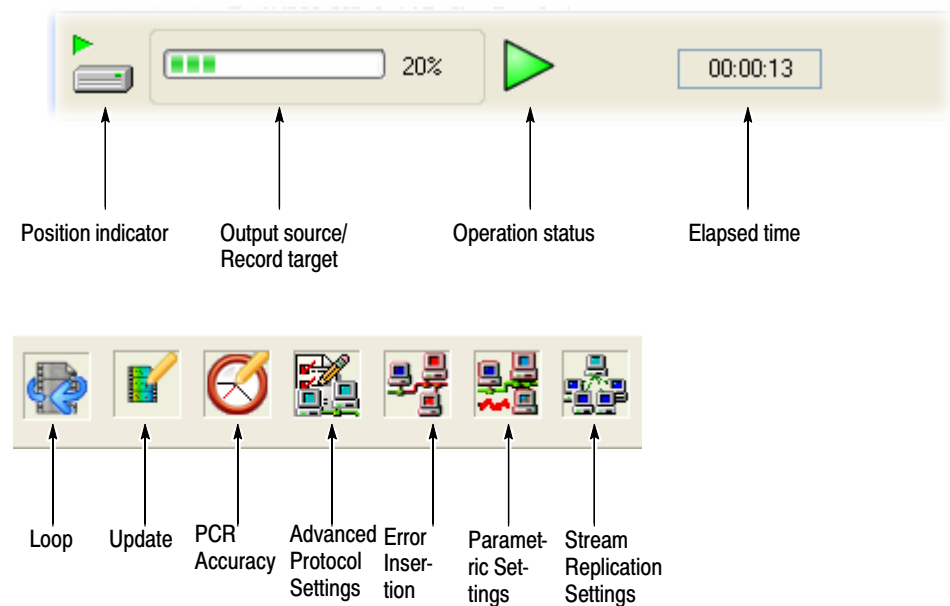 20%
00:00:13
Position indicator
Output source/
Record target
Operation status
Elapsed time
Loop
Update
PCR
Accuracy
Advanced
Protocol
Settings
Error
Inser-
tion
Paramet-
ric Set-
tings
Stream
Replication
Settings